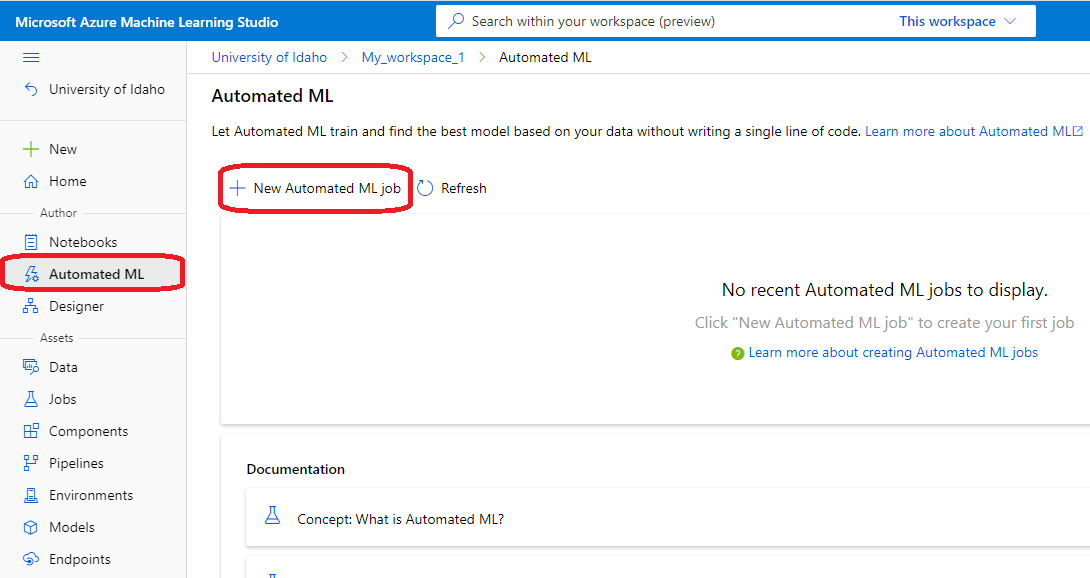 Microsoft Azure Machine Learning Studio
Search within your workspace (preview)
This workspace
University of Idaho
New
Home
Author
Notebooks
Automated ML
Designer
Assets
Data
Jobs
Components
Pipelines
Environments
Models
Endpoints
University of Idaho > My_workspace_1 > Automated ML
Automated ML
Let Automated ML train and find the best model based on your data without writing a single line of code. Learn more about Automated ML
New Automated ML job
Refresh
No recent Automated ML jobs to display.
Click "New Automated ML job" to create your first job
? Learn more about creating Automated ML jobs
Documentation
Concept: What is Automated ML?